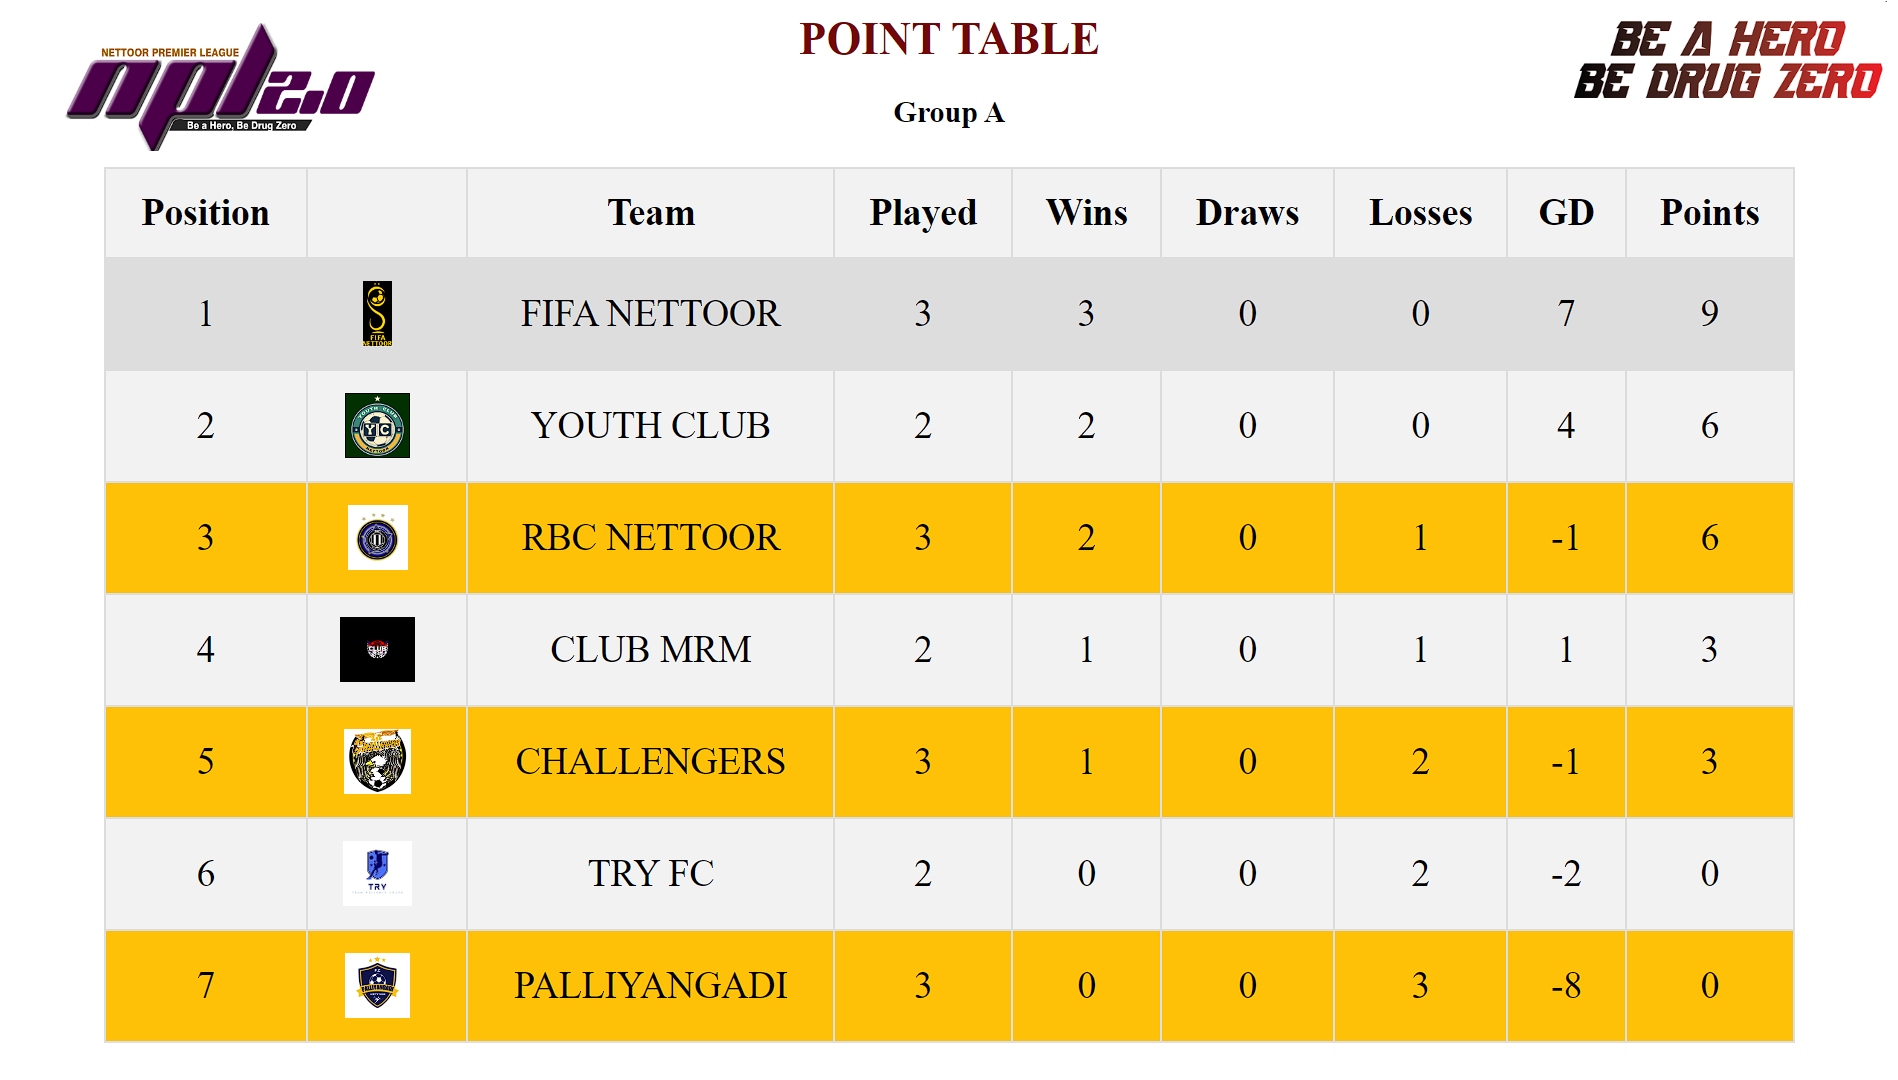 NETTOOR PREMIER LEAGUE
npl 2.0
Be a Hero, Be Drug Zero
POINT TABLE
Group A
BE A HERO
BE DRUG ZERO
Position Team Played Wins Draws Losses GD Points
1 FIFA NETTOOR FIFA NETTOOR 3 3 0 0 7 9
2 YOUTH CLUB YC NETTOOR YOUTH CLUB 2 2 0 0 4 6
3 RBC NETTOOR 3 2 0 1 -1 6
4 CLUB CLUB MRM 2 1 0 1 1 3
5 CHALLENGERS 3 1 0 2 -1 3
6 TRY TRY FC 2 0 0 2 -2 0
7 PALLIYANGADI PALLIYANGADI 3 0 0 3 -8 0